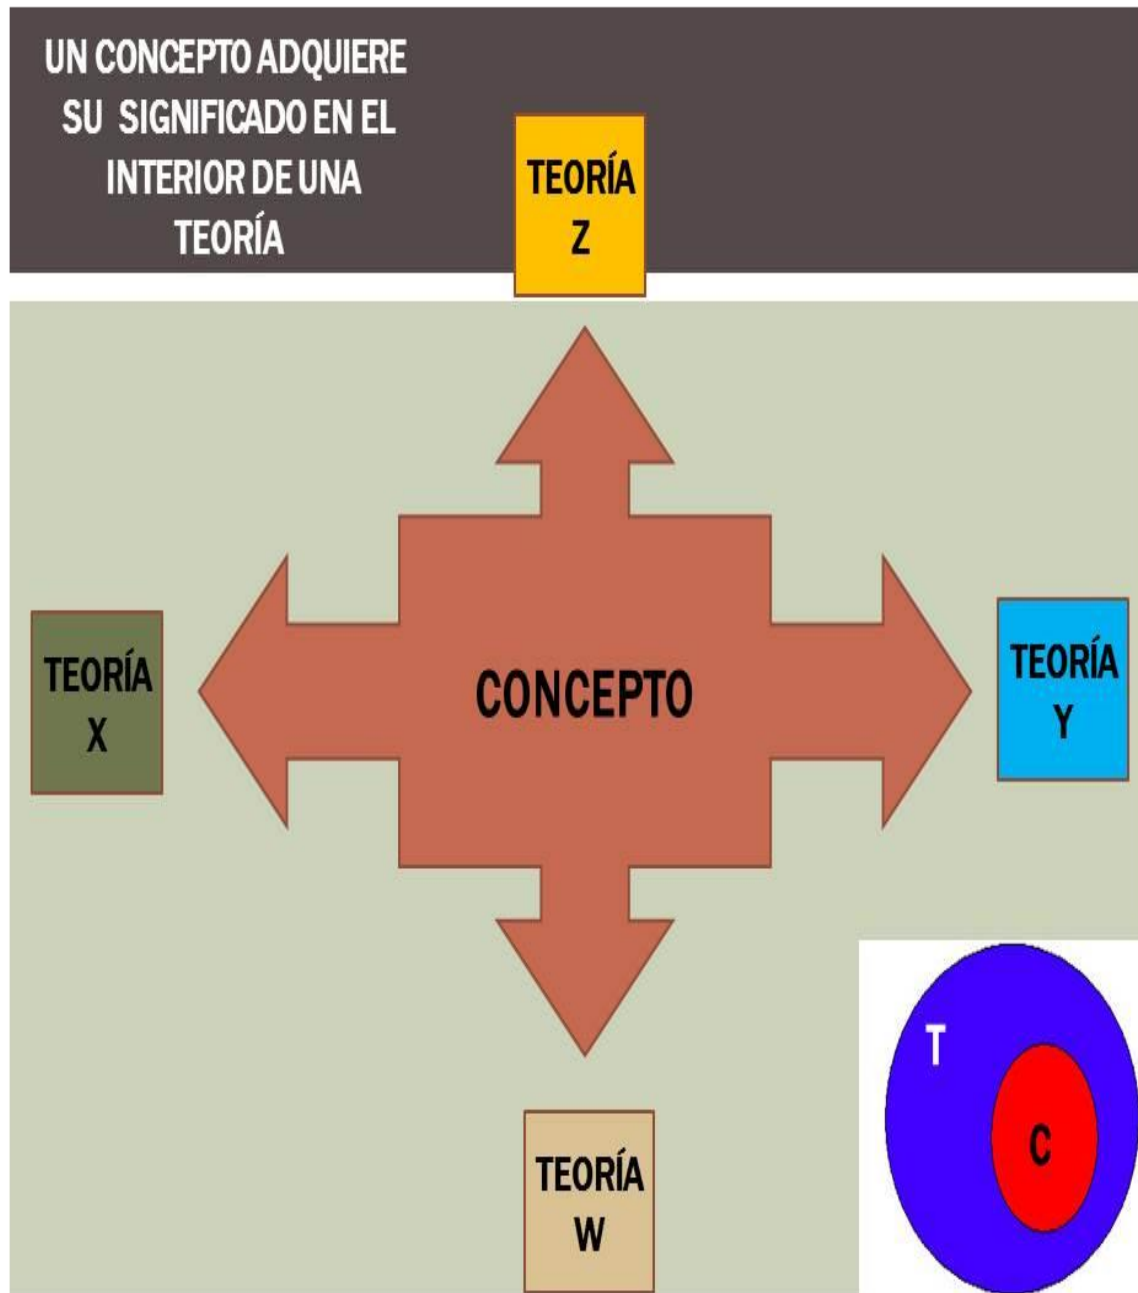 UN CONCEPTO ADQUIERE
SU SIGNIFICADO EN EL
INTERIOR DE UNA
TEORÍA
TEORÍA
Z
TEORÍA
X
CONCEPTO
TEORÍA
Y
T
C
TEORÍA
W